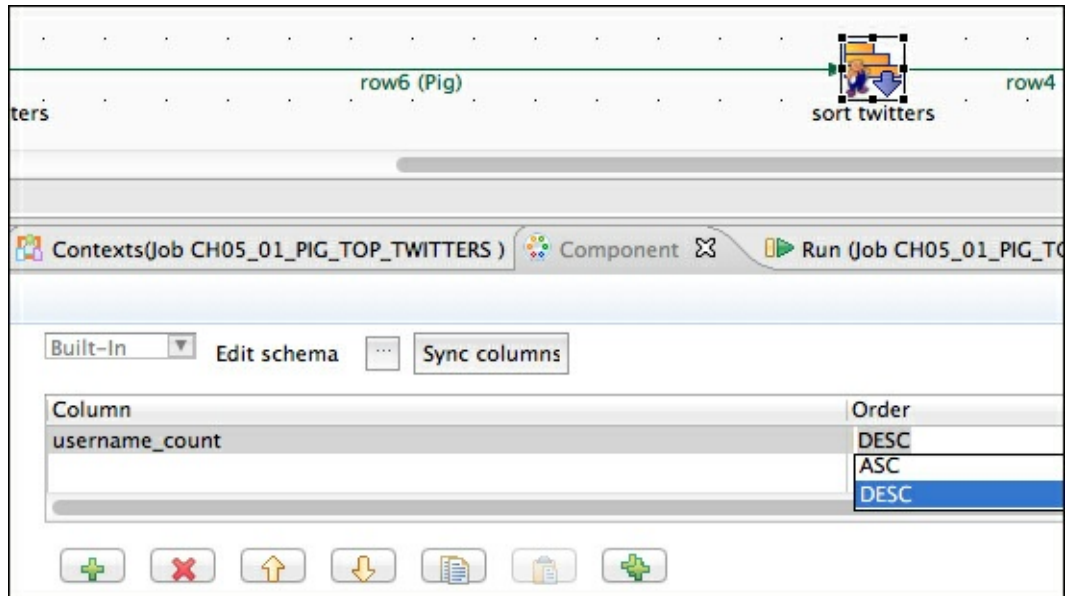 row6 (Pig)
row4
ters
sort twitters
Contexts(Job CH05_01_PIG_TOP_TWITTERS ) Component Run (Job CH05_01_PIG_TO
Built-In Edit schema ... Sync columns
Column Order
username_count DESC
ASC
DESC